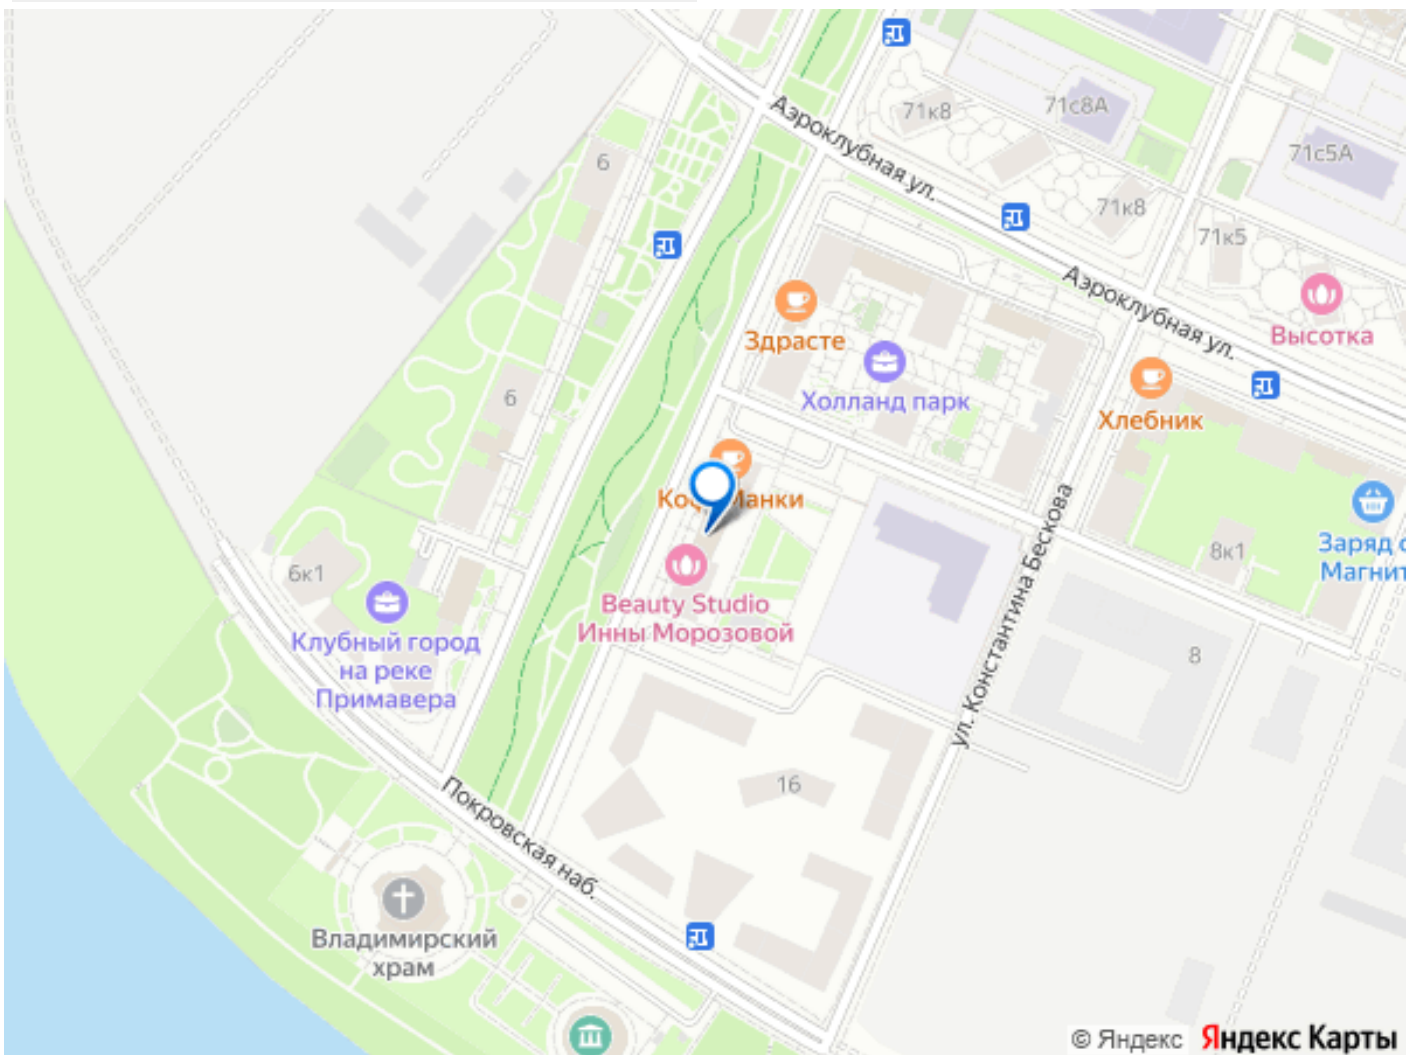 71к8
71с8А
71с5А
Аэроклубная ул.
6
71к8
71к5
Аэроклубная ул.
Высотка
Здрасте
Холланд парк
Хлебник
6
Манки
ул. Константина Бескова
8к1
Заряд
Магнит
6к1
Beauty Studio
Инны Морозовой
Клубный город
на реке
Примавера
8
16
Покровская наб.
Владимирский
храм
© Яндекс Яндекс Карты